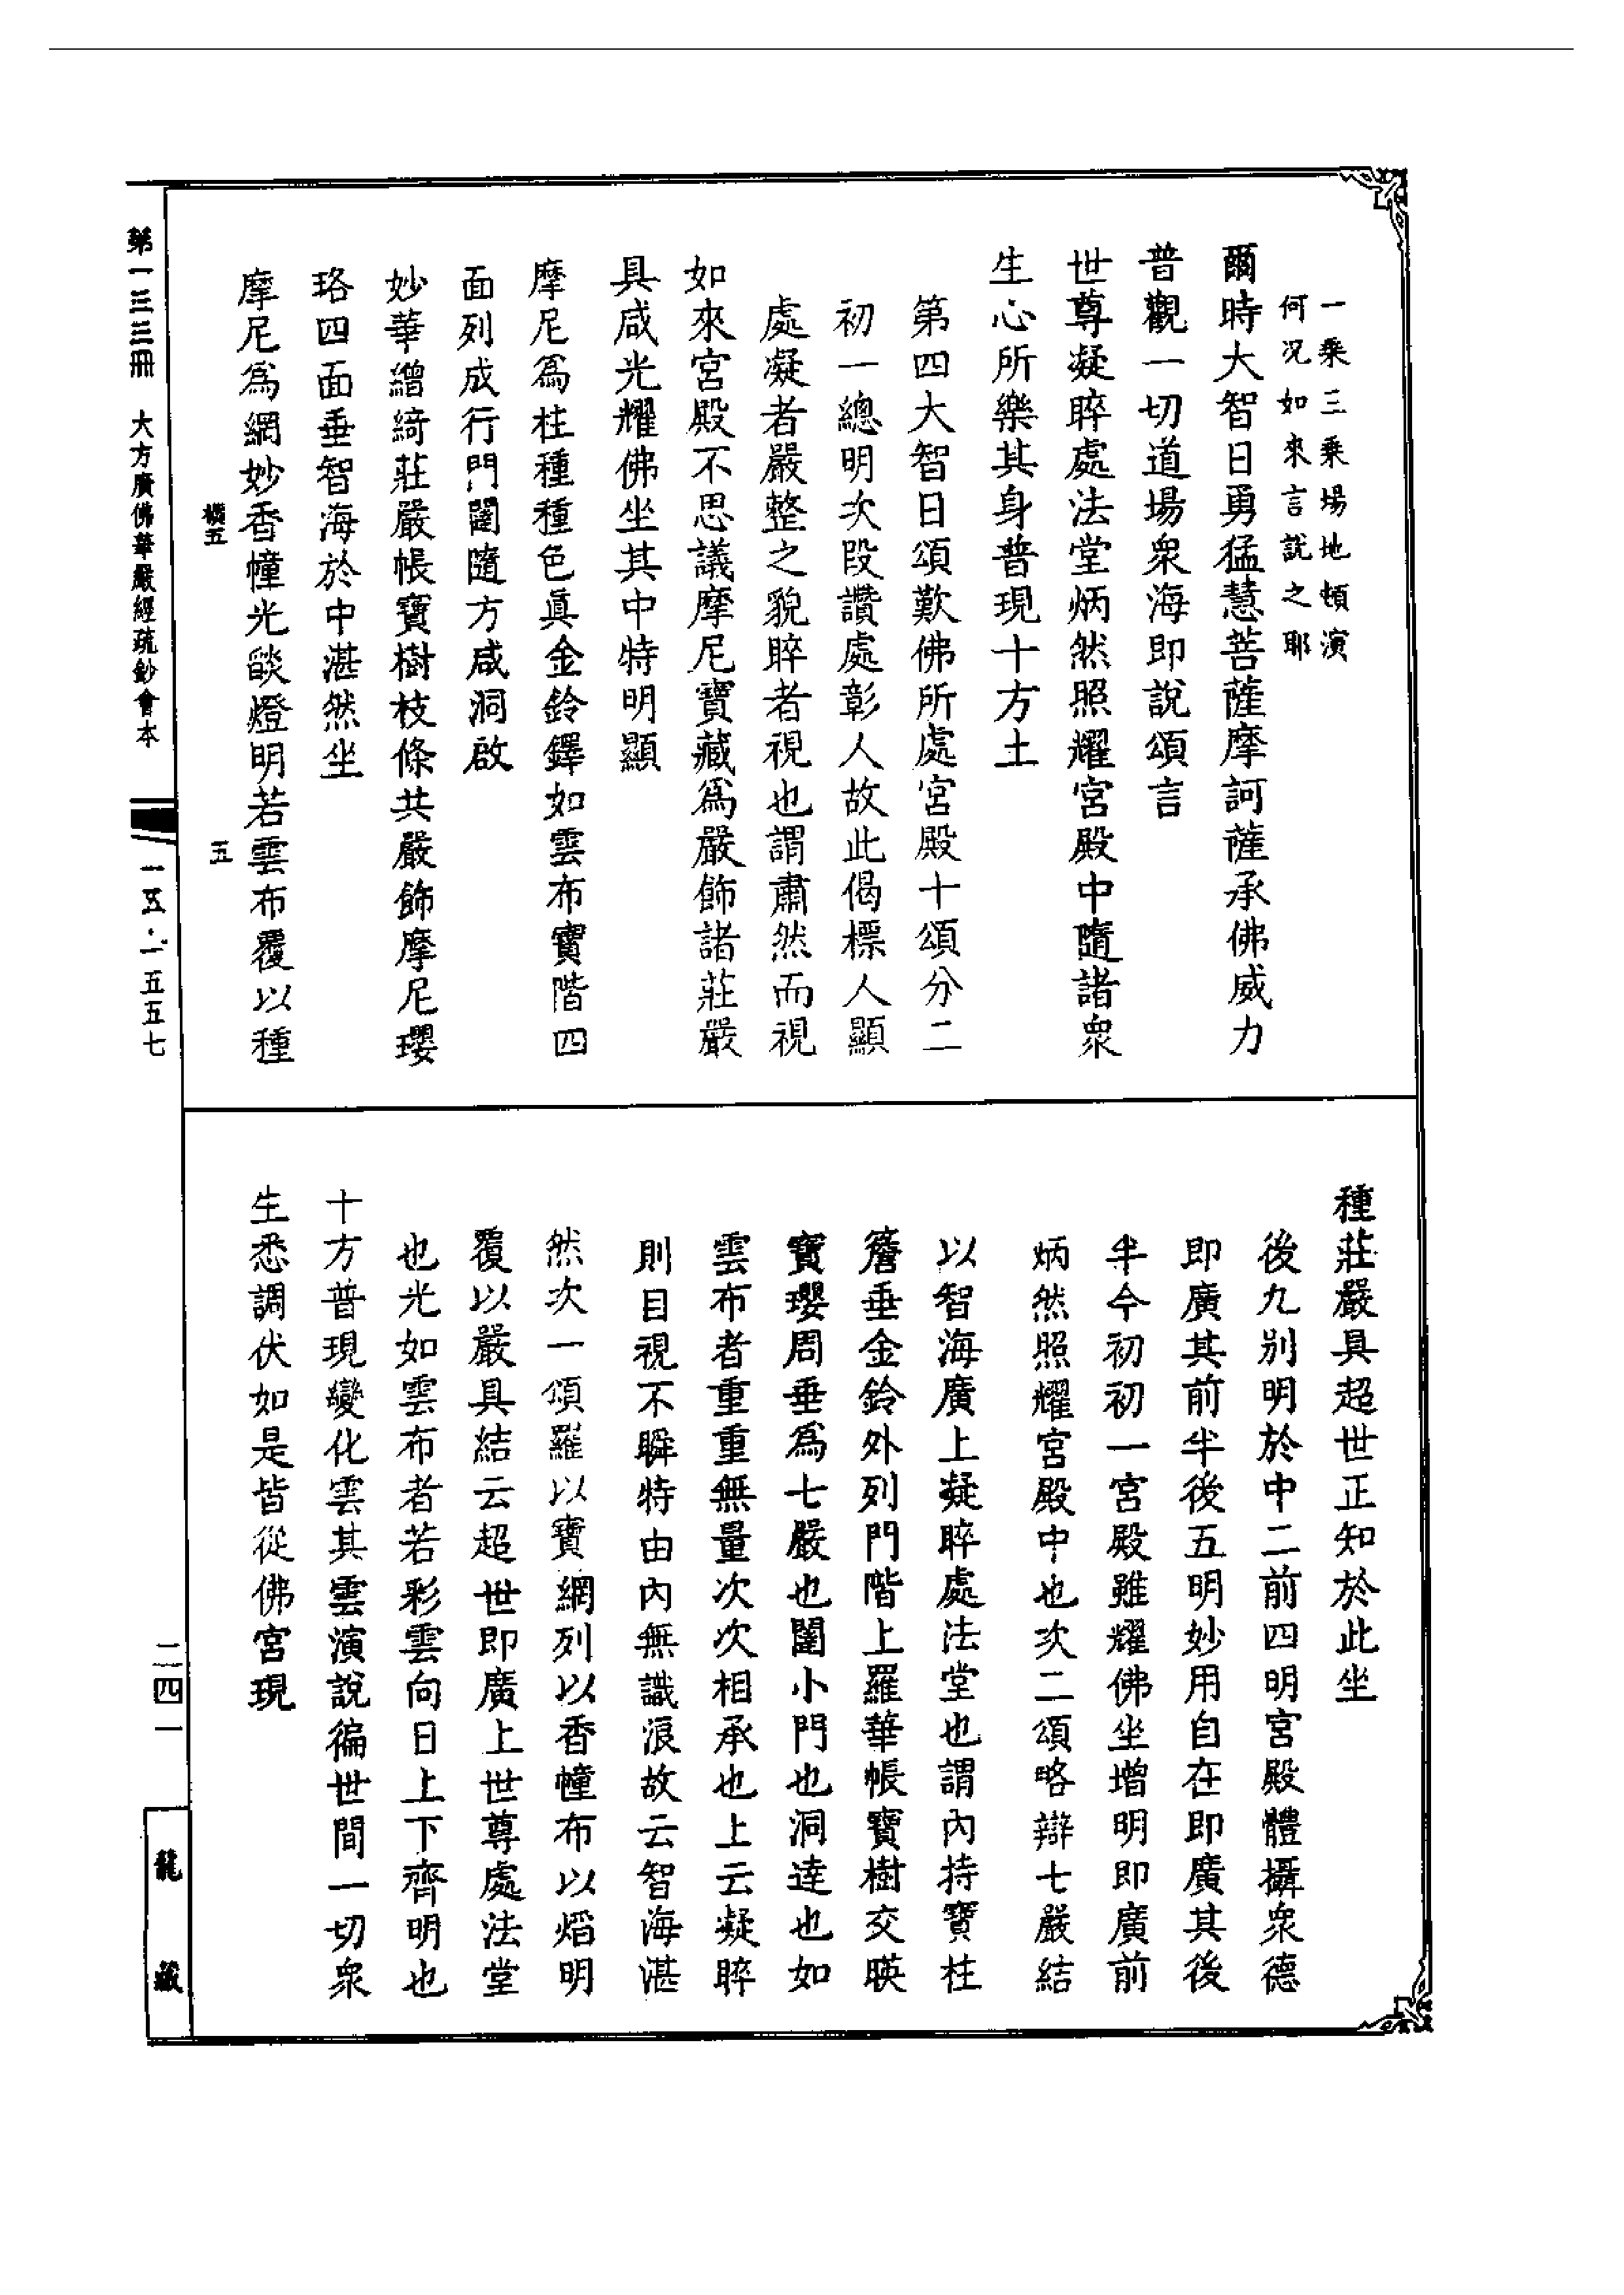 一乘三乘場地頓演
何况如來言説之耶
爾時大智日勇猛慧菩薩摩訶薩承佛威力
普觀一切道場衆海即說頌言
世尊凝睟處法堂炳然照耀宮殿中隨諸衆
生心所樂其身普現十方土
第四大智日頌歎佛所處宮殿十頌分二
初一總明次段讚處彰人故此偈標人顯
處凝者嚴整之貌睟者視也謂肅然而視
如來宮殿不思議摩尼寶藏爲嚴飾諸莊嚴
具咸光耀佛坐其中特明顯
摩尼爲柱種種色眞金鈴鐸如雲布寶階四
面列成行門闥隨方咸洞啟
妙華繒綺莊嚴帳寶樹枝條共嚴飾摩尼瓔
珞四面垂智海於中湛然坐
摩尼爲網妙香幢光燄燈明若雲布覆以種
橫五
五
種莊嚴具超世正知於此坐
後九別明於中二前四明宮殿體攝衆德
即廣其前半後五明妙用自在即廣其後
半今初初一宮殿雖耀佛坐增明即廣前
炳然照耀宮殿中也次二頌略辯七嚴結
以智海廣上凝睟處法堂也謂內持寶柱
簷垂金鈴外列門階上羅華帳寶樹交暎
寶瓔周垂爲七嚴也闥小門也洞達也如
雲布者重重無量次次相承也上云凝睟
則目視不瞬特由內無識浪故云智海湛
然次一頌羅以寶網列以香幢布以焰明
覆以嚴具結云超世即廣上世尊處法堂
也光如雲布者若彩雲向日上下齊明也
十方普現變化雲其雲演說徧世間一切衆
生悉調伏如是皆從佛宮現
第一三三冊　大方廣佛華嚴經疏鈔會本
一五·一五五七
二四一
龍藏